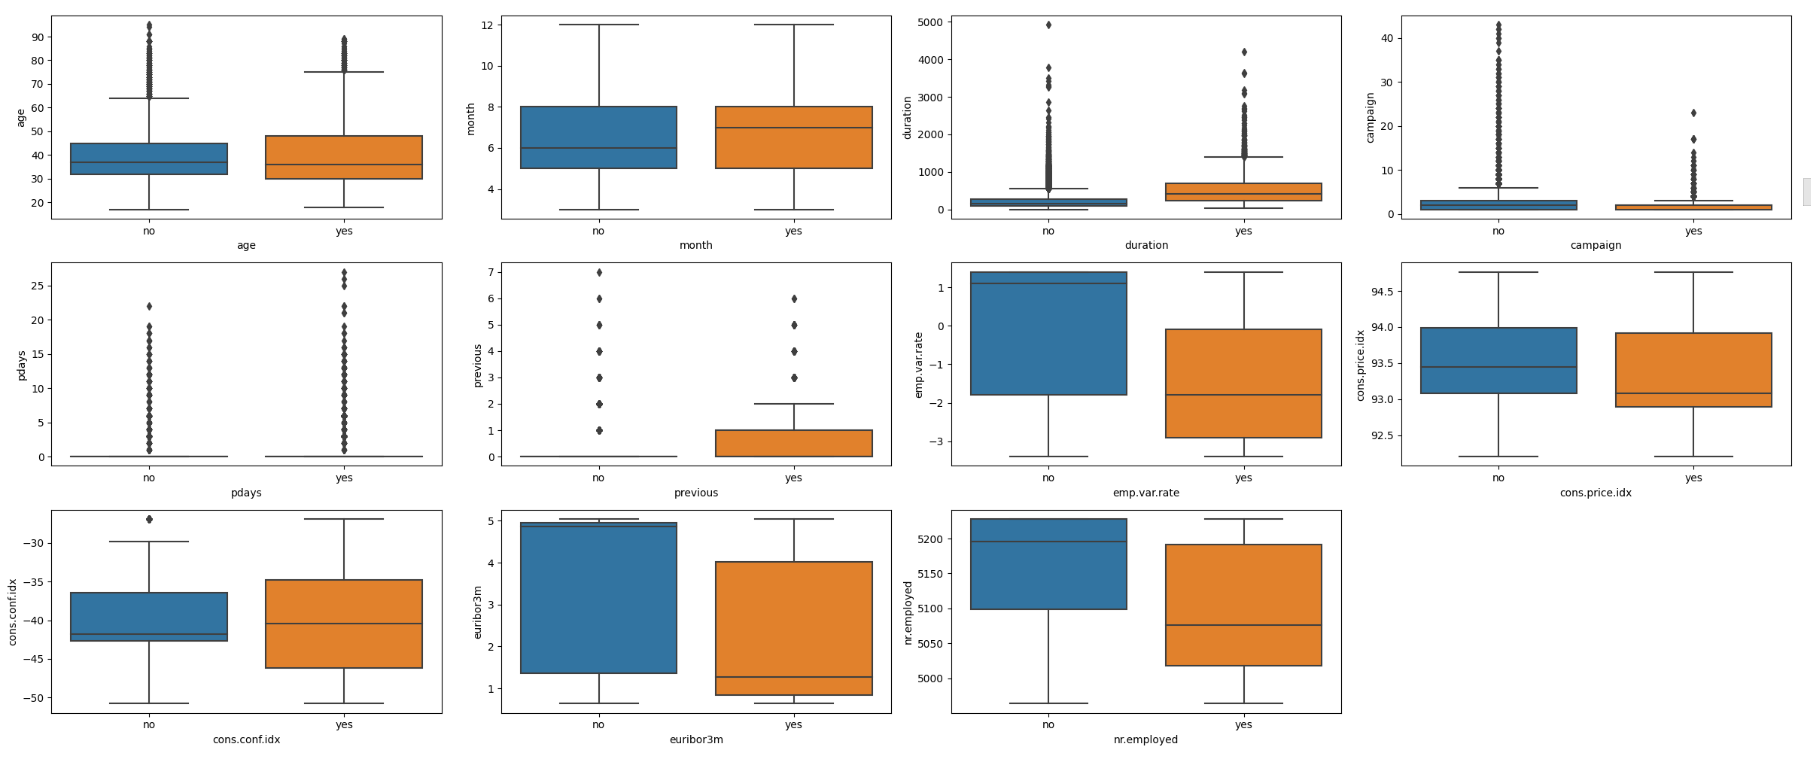 age
90
80
70
60
50
40
30
20
no yes
age
month
12
10
8
6
4
no yes
month
duration
5000
4000
3000
2000
1000
0
no yes
duration
campaign
40
30
20
10
0
no yes
campaign
pdays
25
20
15
10
5
0
no yes
pdays
previous
7
6
5
4
3
2
1
0
no yes
previous
emp.var.rate
1
0
−1
−2
−3
no yes
emp.var.rate
cons.price.idx
94.5
94.0
93.5
93.0
92.5
no yes
cons.price.idx
cons.conf.idx
−30
−35
−40
−45
−50
no yes
cons.conf.idx
euribor3m
5
4
3
2
1
no yes
euribor3m
nr.employed
5200
5150
5100
5050
5000
no yes
nr.employed